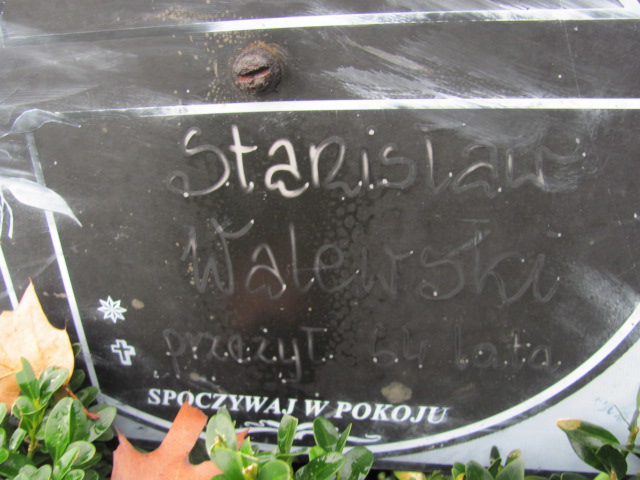 Stanisław
Walewski
przeżył. 64 lata.
SPOCZYWAJ W POKOJU